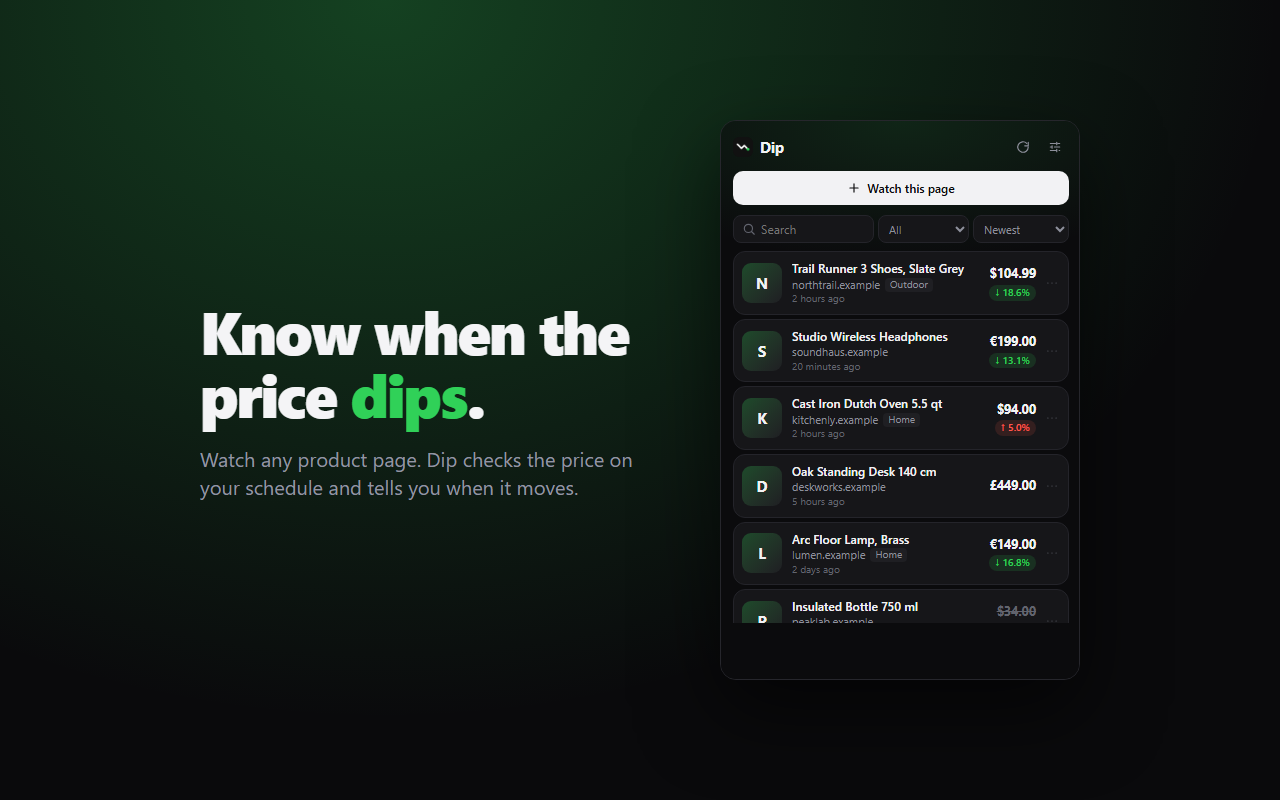 Know when the
price dips.
Watch any product page. Dip checks the price on
your schedule and tells you when it moves.
Dip
+ Watch this page
Search
All
Newest
N
Trail Runner 3 Shoes, Slate Grey
northtrail.example Outdoor
2 hours ago
$104.99
↓ 18.6%
S
Studio Wireless Headphones
soundhaus.example
20 minutes ago
€199.00
↓ 13.1%
K
Cast Iron Dutch Oven 5.5 qt
kitchenly.example Home
2 hours ago
$94.00
↑ 5.0%
D
Oak Standing Desk 140 cm
deskworks.example
5 hours ago
£449.00
L
Arc Floor Lamp, Brass
lumen.example Home
2 days ago
€149.00
↓ 16.8%
Insulated Bottle 750 ml
$34.00